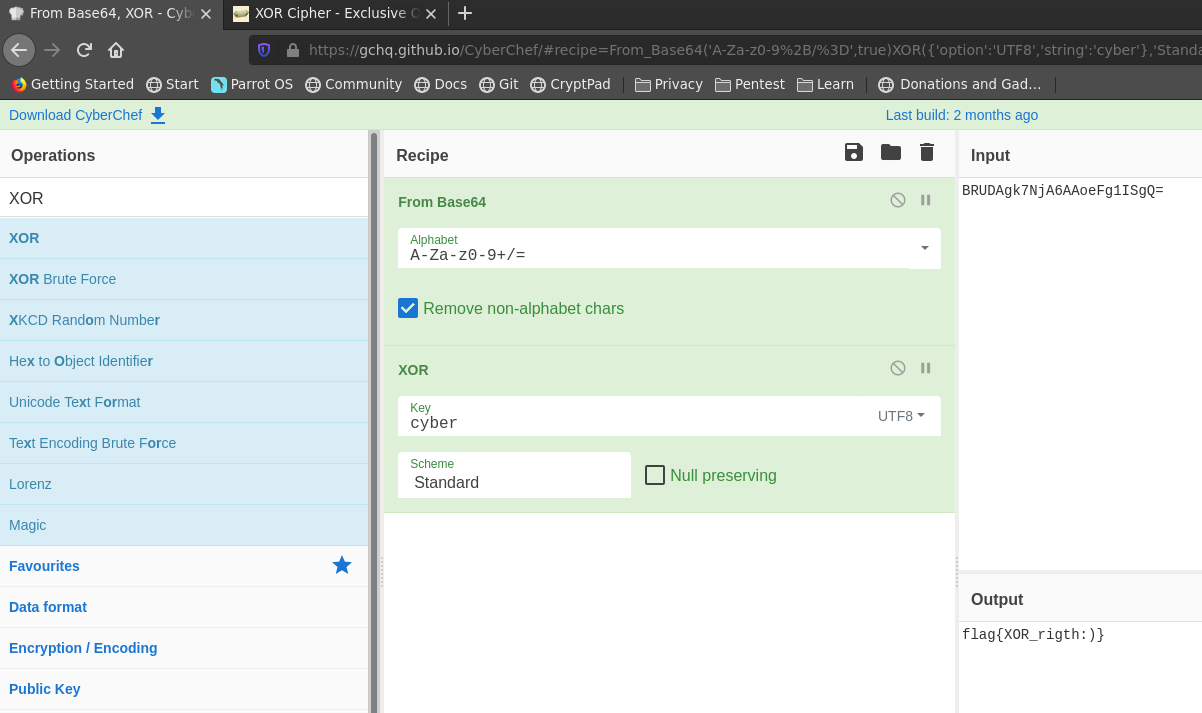 From Base64, XOR - Cyb
XOR Cipher - Exclusive O
https://gchq.github.io/CyberChef/#recipe=From_Base64('A-Za-z0-9%2B/%3D',true)XOR({'option':'UTF8','string':'cyber'},'Standa
Getting Started Start Parrot OS Community Docs Git CryptPad Privacy Pentest Learn Donations and Gad…
Download CyberChef
Last build: 2 months ago
Operations
XOR
XOR
XOR Brute Force
XKCD Random Number
Hex to Object Identifier
Unicode Text Format
Text Encoding Brute Force
Lorenz
Magic
Favourites
Data format
Encryption / Encoding
Public Key
Recipe
From Base64
Alphabet
A-Za-z0-9+/=
Remove non-alphabet chars
XOR
Key
cyber
UTF8
Scheme
Standard
Null preserving
Input
BRUDAgk7NjA6AAoeFg1ISgQ=
Output
flag{XOR_rigth:)}